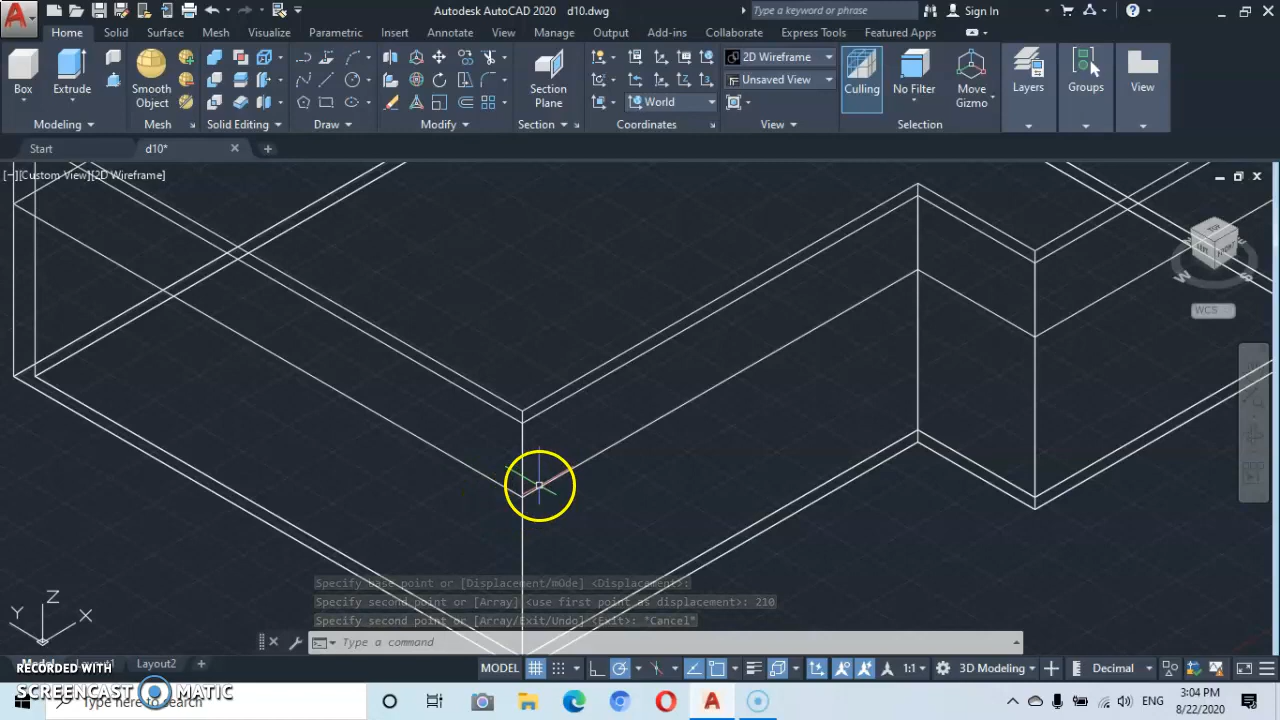 Autodesk AutoCAD 2020 d10.dwg
Type a keyword or phrase
Sign In
Home Solid Surface Mesh Visualize Parametric Insert Annotate View Manage Output Add-ins Collaborate Express Tools Featured Apps
Box
Extrude
Smooth Object
Section Plane
2D Wireframe
Unsaved View
World
Culling
No Filter
Move Gizmo
Layers
Groups
View
Modeling
Mesh
Solid Editing
Draw
Modify
Section
Coordinates
View
Selection
Start
d10*
[−][Custom View][2D Wireframe]
TOP
LEFT
FRONT
W
WCS
Specify base point or [Displacement/mOde] <Displacement>:
Specify second point or [Array] <use first point as displacement>: 210
Specify second point or [Array/Exit/Undo] <Exit>: *Cancel*
Type a command
Z
Y
X
Layout2
MODEL
1:1
3D Modeling
Decimal
RECORDED WITH
SCREENCAST MATIC
Type here to search
ENG
3:04 PM
8/22/2020